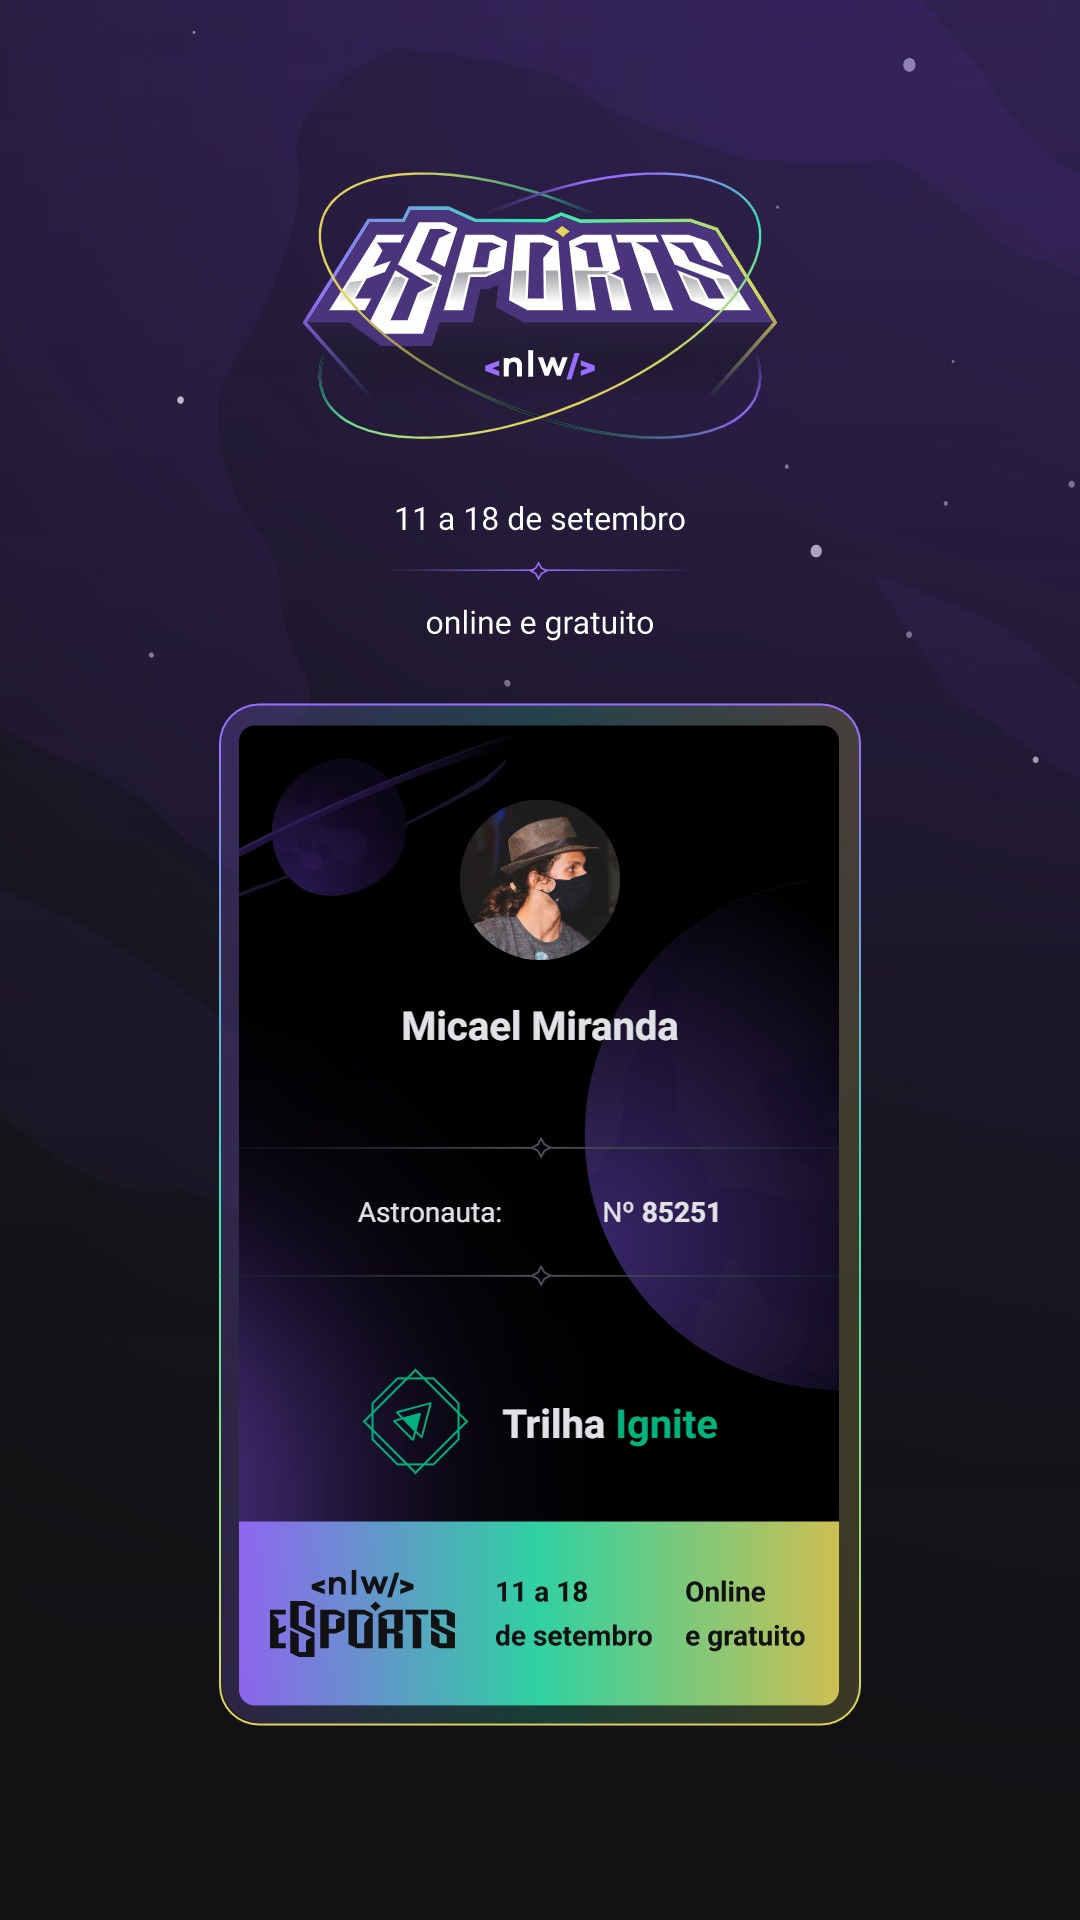 ESPORTS
<nlw/>
11 a 18 de setembro
online e gratuito
Micael Miranda
Astronauta: Nº 85251
Trilha Ignite
<nlw/>
ESPORTS
11 a 18
de setembro
Online
e gratuito